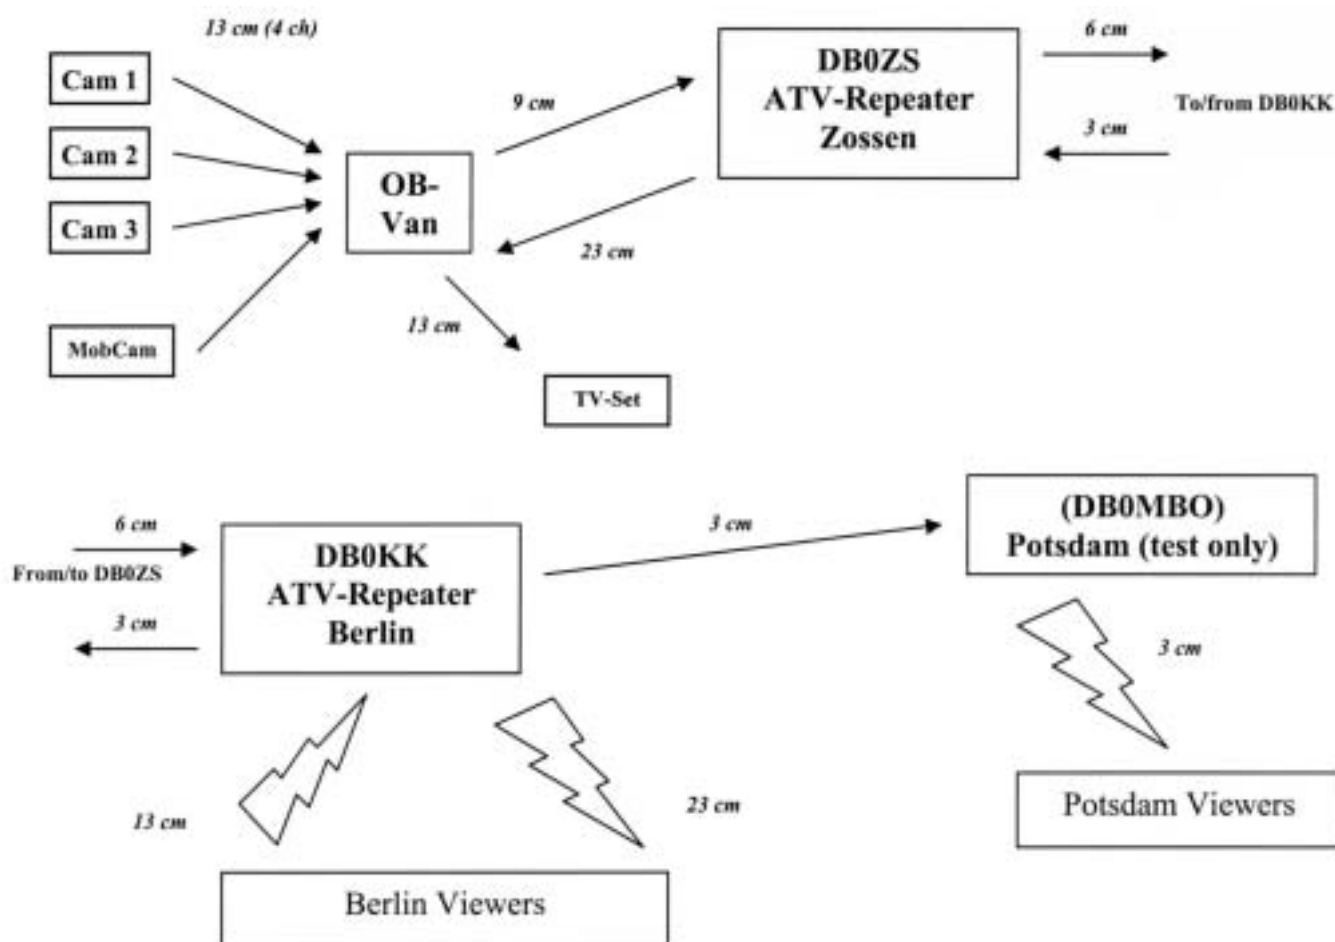 13 cm (4 ch)
Cam 1
Cam 2
Cam 3
MobCam
OB-
Van
9 cm
23 cm
13 cm
TV-Set
DB0ZS
ATV-Repeater
Zossen
6 cm
To/from DB0KK
3 cm
6 cm
From/to DB0ZS
3 cm
DB0KK
ATV-Repeater
Berlin
3 cm
(DB0MBO)
Potsdam (test only)
3 cm
13 cm
23 cm
Potsdam Viewers
Berlin Viewers